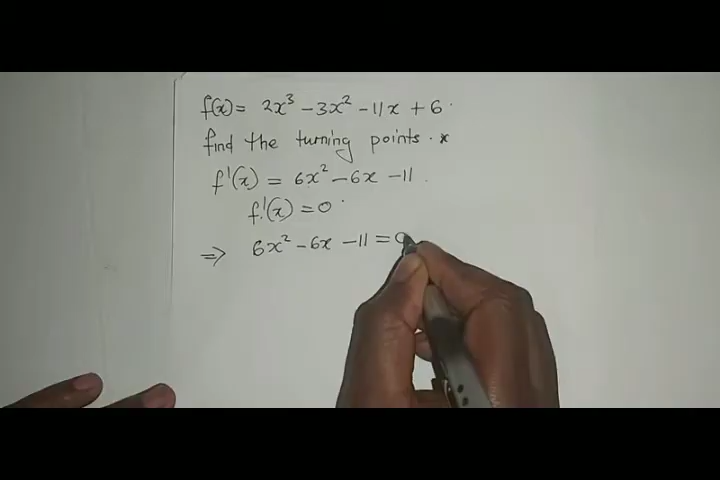 f(x) = 2x³ - 3x² - 11x + 6.
find the turning points. *
f'(x) = 6x² - 6x - 11.
f'(x) = 0.
⇒ 6x² - 6x - 11 = 0